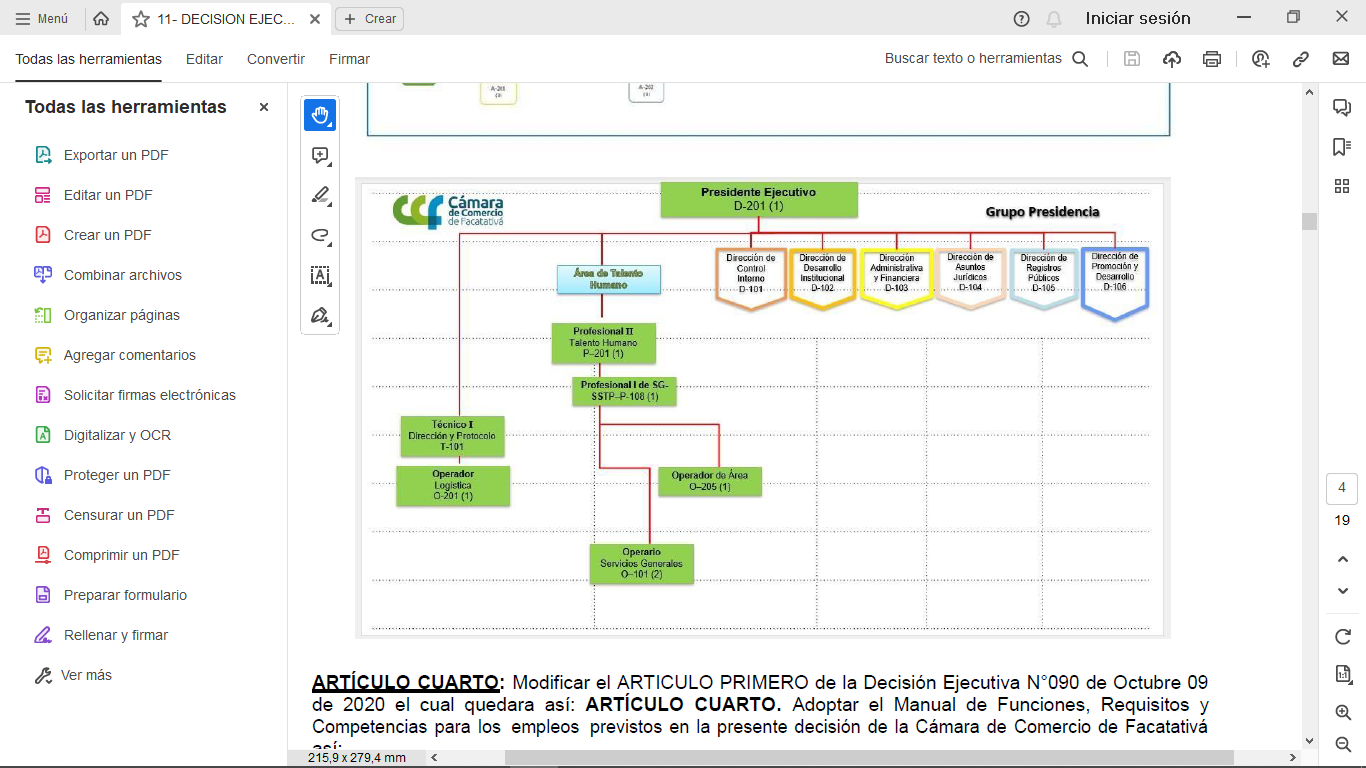 Menú
11- DECISION EJEC...
Crear
Iniciar sesión
Todas las herramientas
Editar
Convertir
Firmar
Buscar texto o herramientas
Todas las herramientas
Exportar un PDF
Editar un PDF
Crear un PDF
Combinar archivos
Organizar páginas
Agregar comentarios
Solicitar firmas electrónicas
Digitalizar y OCR
Proteger un PDF
Censurar un PDF
Comprimir un PDF
Preparar formulario
Rellenar y firmar
Ver más
A-202
Cámara
de Comercio
de Facatativá
Presidente Ejecutivo
D-201 (1)
Grupo Presidencia
Área de Talento
Humano
Dirección de
Control
Interno
D-101
Dirección de
Desarrollo
Institucional
D-102
Dirección
Administrativa
y Financiera
D-103
Dirección de
Asuntos
Jurídicos
D-104
Dirección de
Registros
Públicos
D-105
Dirección de
Promoción y
Desarrollo
D-106
Profesional II
Talento Humano
P–201 (1)
Profesional I de SG-
SSTP–P-108 (1)
Técnico I
Dirección y Protocolo
T-101
Operador
Logística
O-201 (1)
Operador de Área
O–205 (1)
Operario
Servicios Generales
O–101 (2)
ARTÍCULO CUARTO: Modificar el ARTICULO PRIMERO de la Decisión Ejecutiva N°090 de Octubre 09
de 2020 el cual quedara así: ARTÍCULO CUARTO. Adoptar el Manual de Funciones, Requisitos y
Competencias para los empleos previstos en la presente decisión de la Cámara de Comercio de Facatativá
así:
215,9 x 279,4 mm
4
19